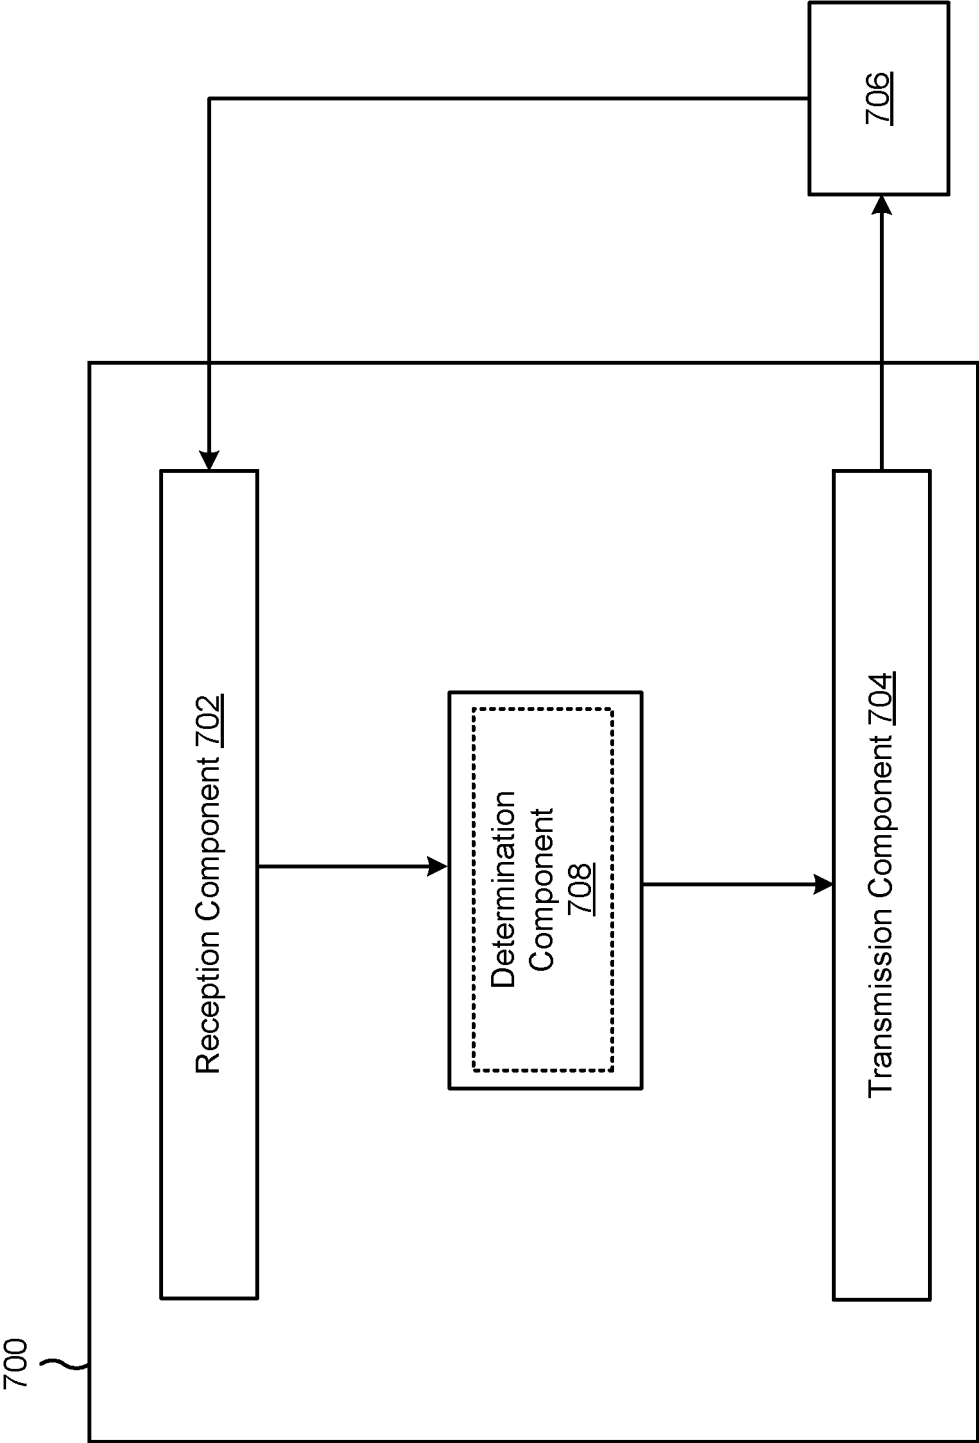 700
Reception Component 702
Determination
Component
708
Transmission Component 704
706